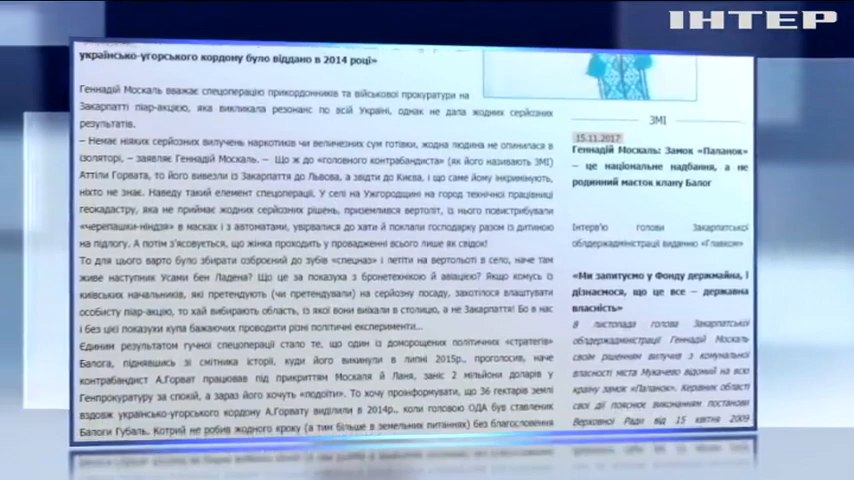 ІНТЕР
українсько-угорського кордону було віддано в 2014 році»
Геннадій Москаль вважає спецоперацію прикордонників та військової прокуратури на
Закарпатті піар-акцією, яка викликала резонанс по всій Україні, однак не дала жодних серйозних
результатів.
– Немає ніяких серйозних вилучень наркотиків чи величезних сум готівки, жодна людина не опинилася в
ізоляторі, – заявляє Геннадій Москаль. – Що ж до «головного контрабандиста» (як його називають ЗМІ)
Аттіли Горвата, то його вивезли із Закарпаття до Львова, а звідти до Києва, і що саме йому інкримінують,
ніхто не знає. Наведу такий елемент спецоперації. У селі на Ужгородщині на город технічної працівниці
геокадастру, яка не приймає жодних серйозних рішень, приземлився вертоліт, із нього повистрибували
«черепашки-ніндзя» в масках і з автоматами, увірвалися до хати й поклали господарку разом із дитиною
на підлогу. А потім з'ясовується, що жінка проходить у провадженні всього лише як свідок!
То для цього варто було збирати озброєний до зубів «спецназ» і летіти на вертольоті в село, наче там
живе наступник Усами бен Ладена? Що це за показуха з бронетехнікою й авіацією? Якщо комусь із
київських начальників, які претендують (чи претендували) на серйозну посаду, захотілося влаштувати
особисту піар-акцію, то хай вибирають область, із якої вони виїхали в столицю, а не Закарпаття! Бо в нас
і без цієї показухи купа бажаючих проводити різні політичні експерименти...
Єдиним результатом гучної спецоперації стало те, що один із доморощених політичних «стратегів»
Балога, піднявшись зі смітника історії, куди його викинули в липні 2015р., проголосив, наче
контрабандист А.Горват працював під прикриттям Москаля й Ланя, заніс 2 мільйони доларів у
Генпрокуратуру за спокій, а зараз його хочуть «подоїти». То хочу проінформувати, що 36 гектарів землі
вздовж українсько-угорського кордону А.Горвату виділили в 2014р., коли головою ОДА був ставленик
Балоги Губаль. Котрий не робив жодного кроку (а тим більше в земельних питаннях) без благословення
ЗМІ
15.11.2017
Геннадій Москаль: Замок «Паланок»
– це національне надбання, а не
родинний маєток клану Балог
Інтерв'ю голови Закарпатської
облдержадміністрації виданню «Главком»
«Ми запитуємо у Фонду держмайна, і
дізнаємося, що це все – державна
власність»
8 листопада голова Закарпатської
облдержадміністрації Геннадій Москаль
своїм рішенням вилучив з комунальної
власності міста Мукачево відомий на всю
країну замок «Паланок». Керівник області
свої дії пояснює виконанням постанови
Верховної Ради від 15 квітня 2009